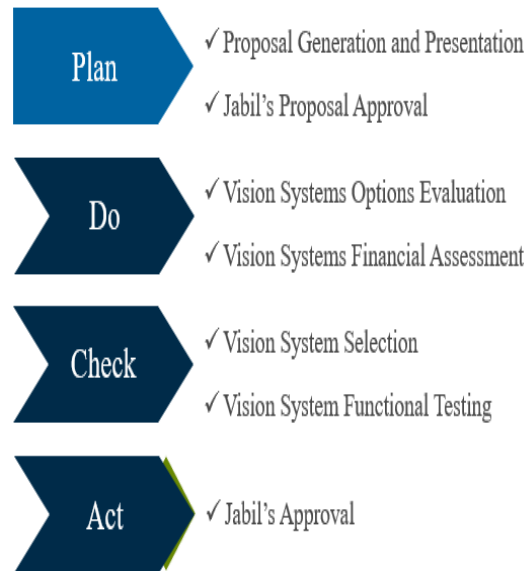 Plan
✓ Proposal Generation and Presentation
✓ Jabil's Proposal Approval
Do
✓ Vision Systems Options Evaluation
✓ Vision Systems Financial Assessment
Check
✓ Vision System Selection
✓ Vision System Functional Testing
Act
✓ Jabil's Approval